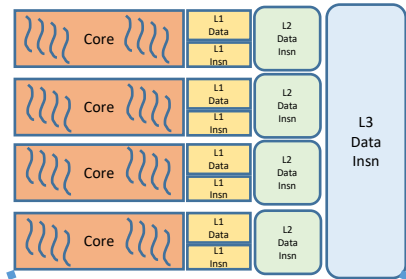 Core
L1
Data
L1
Insn
L2
Data
Insn
Core
L1
Data
L1
Insn
L2
Data
Insn
Core
L1
Data
L1
Insn
L2
Data
Insn
Core
L1
Data
L1
Insn
L2
Data
Insn
L3
Data
Insn